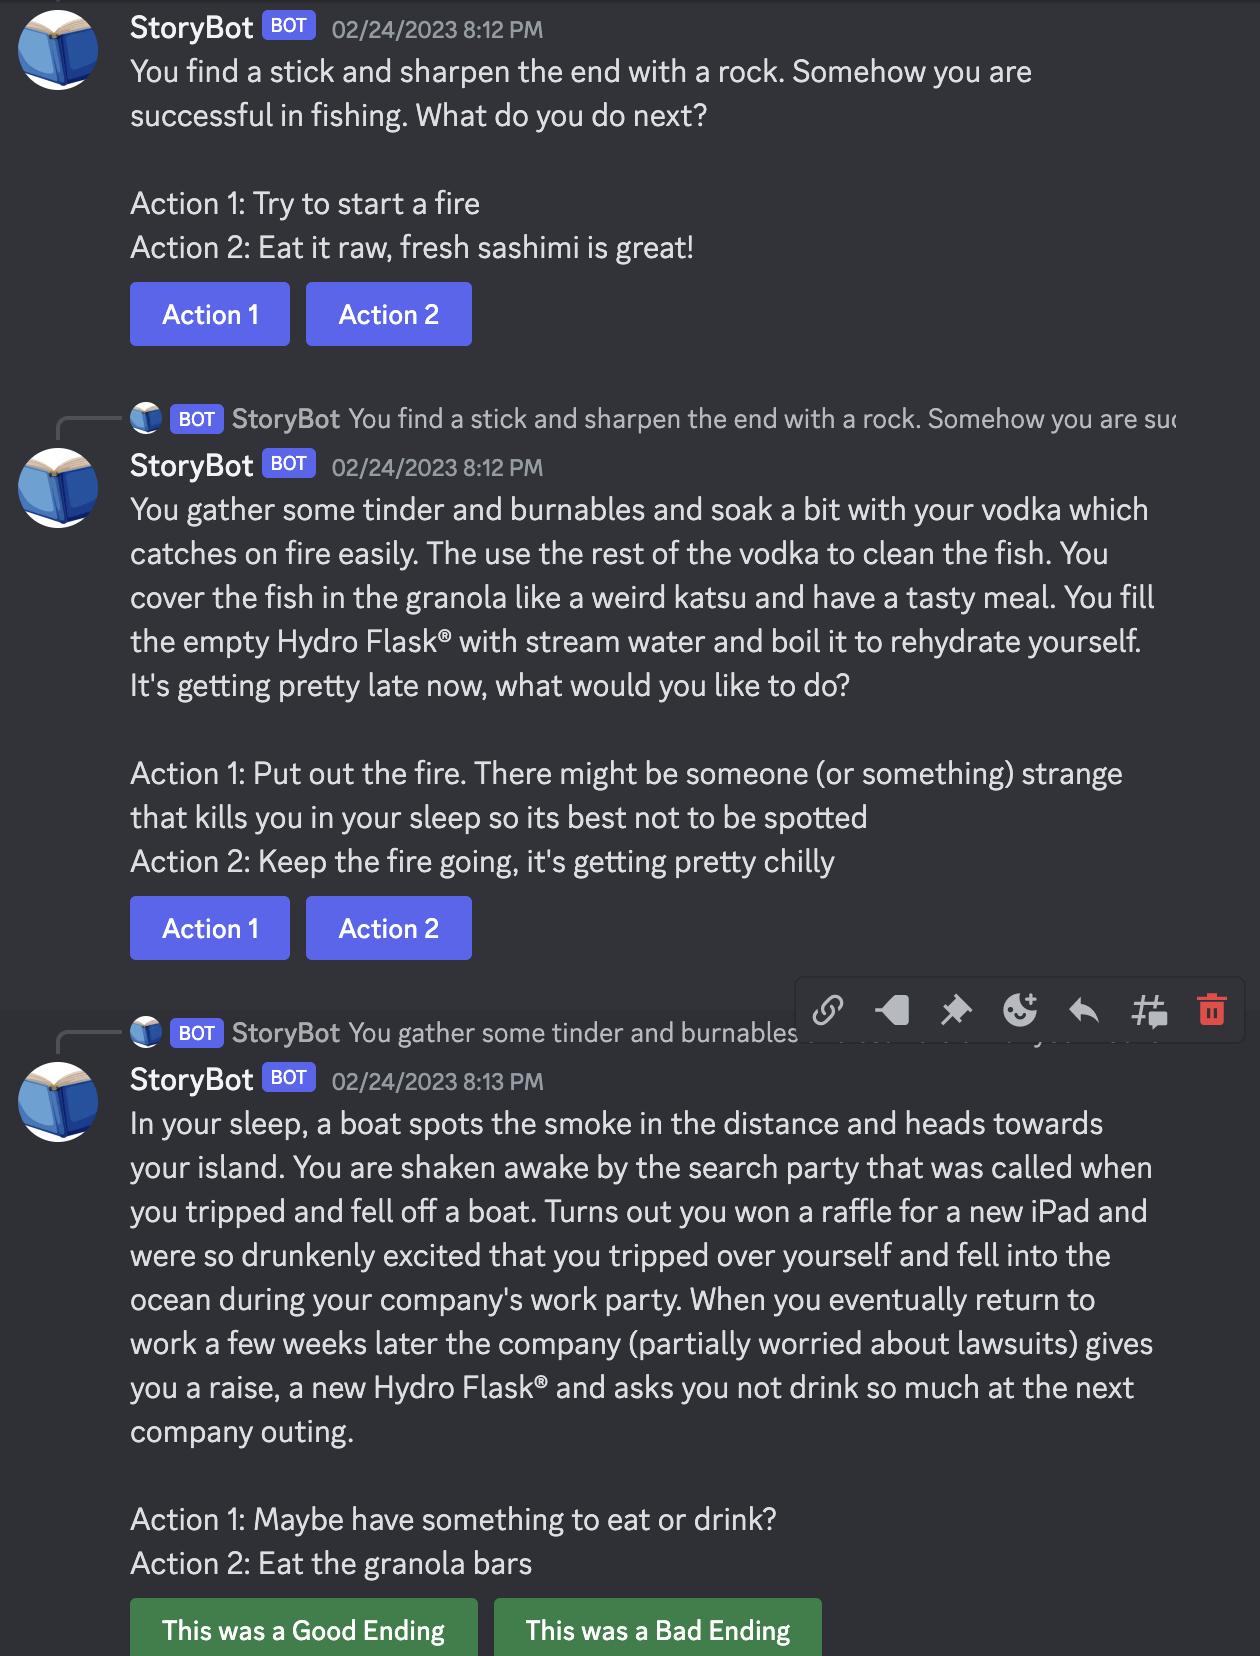 StoryBot BOT 02/24/2023 8:12 PM
You find a stick and sharpen the end with a rock. Somehow you are
successful in fishing. What do you do next?
Action 1: Try to start a fire
Action 2: Eat it raw, fresh sashimi is great!
Action 1 Action 2
BOT StoryBot You find a stick and sharpen the end with a rock. Somehow you are suc
StoryBot BOT 02/24/2023 8:12 PM
You gather some tinder and burnables and soak a bit with your vodka which
catches on fire easily. The use the rest of the vodka to clean the fish. You
cover the fish in the granola like a weird katsu and have a tasty meal. You fill
the empty Hydro Flask® with stream water and boil it to rehydrate yourself.
It's getting pretty late now, what would you like to do?
Action 1: Put out the fire. There might be someone (or something) strange
that kills you in your sleep so its best not to be spotted
Action 2: Keep the fire going, it's getting pretty chilly
Action 1 Action 2
BOT StoryBot You gather some tinder and burnables
StoryBot BOT 02/24/2023 8:13 PM
In your sleep, a boat spots the smoke in the distance and heads towards
your island. You are shaken awake by the search party that was called when
you tripped and fell off a boat. Turns out you won a raffle for a new iPad and
were so drunkenly excited that you tripped over yourself and fell into the
ocean during your company's work party. When you eventually return to
work a few weeks later the company (partially worried about lawsuits) gives
you a raise, a new Hydro Flask® and asks you not drink so much at the next
company outing.
Action 1: Maybe have something to eat or drink?
Action 2: Eat the granola bars
This was a Good Ending This was a Bad Ending